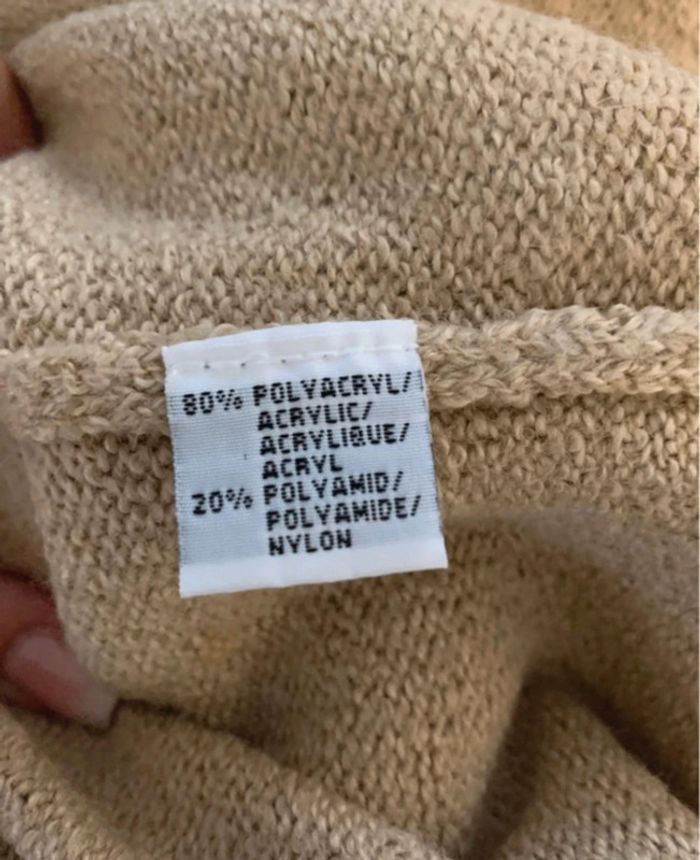 80% POLYACRYL/
ACRYLIC/
ACRYLIQUE/
ACRYL
20% POLYAMID/
POLYAMIDE/
NYLON